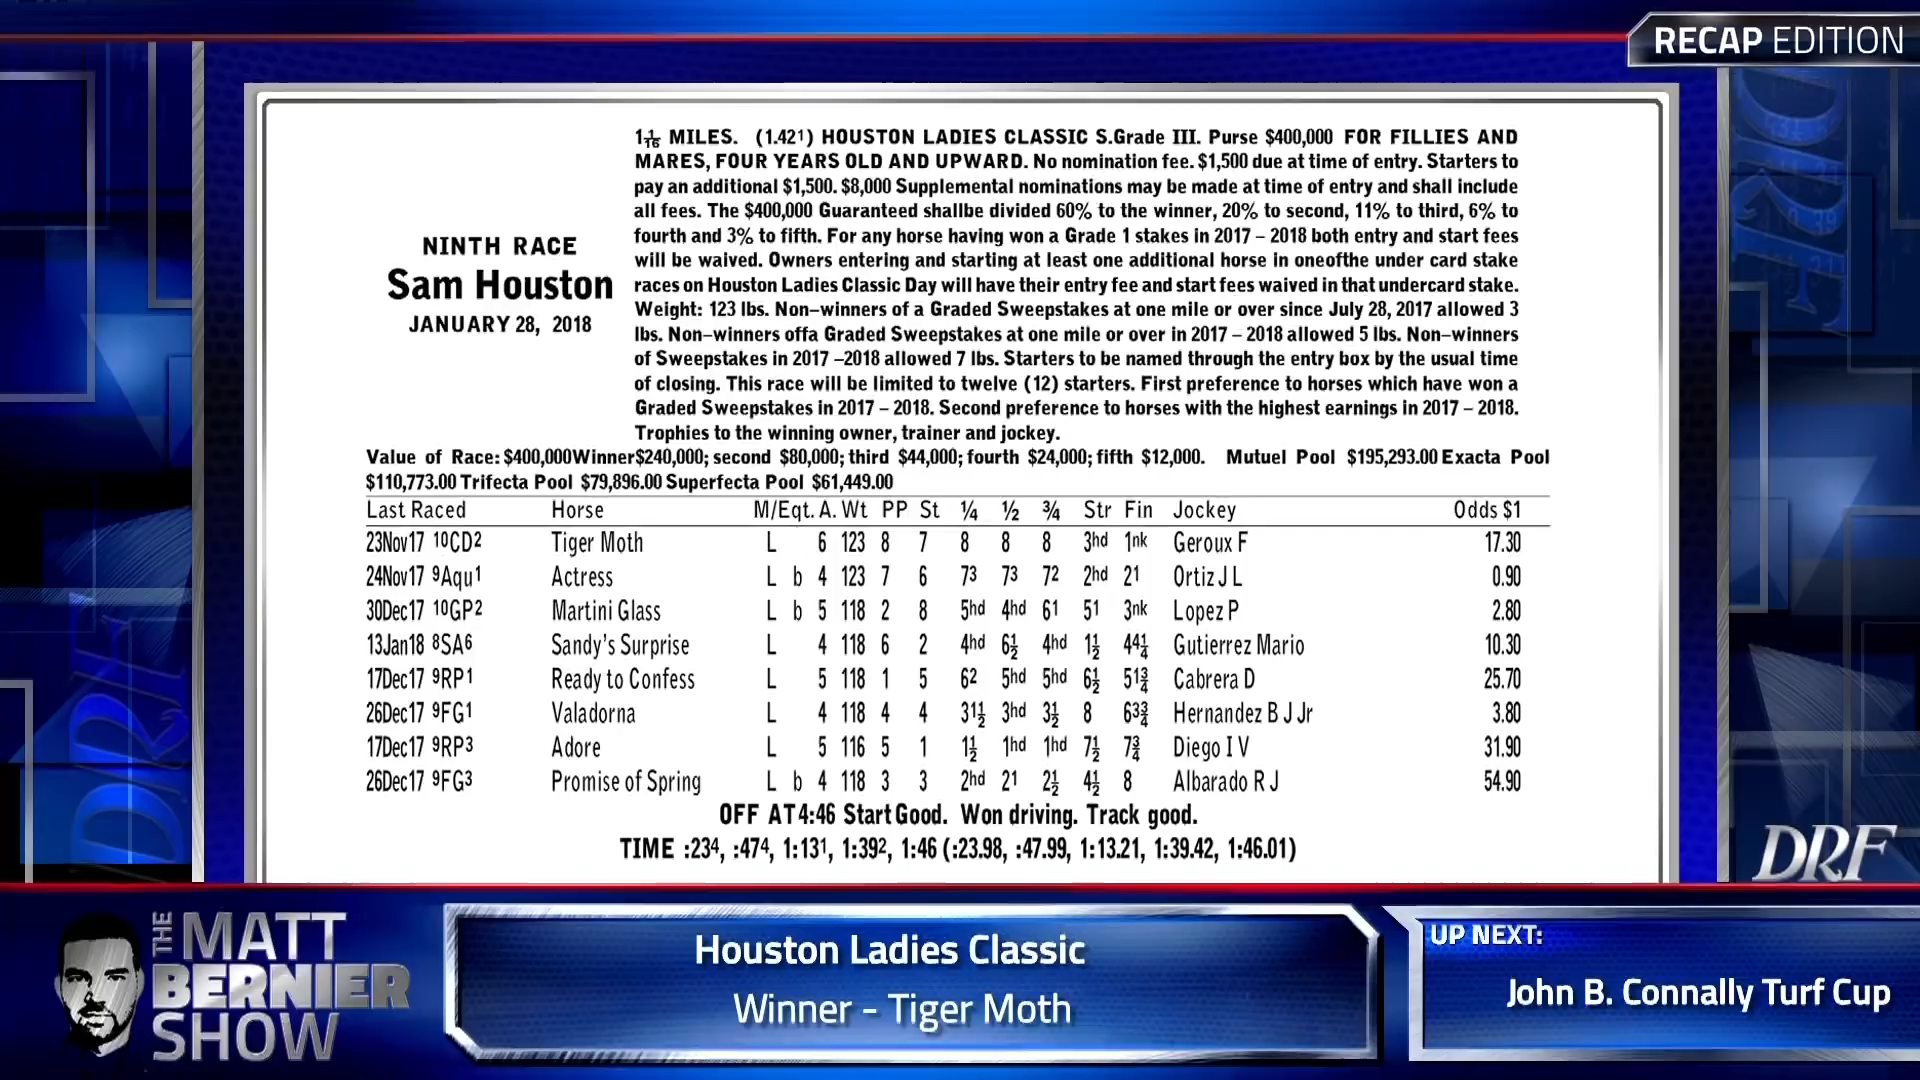 RECAP EDITION
1 1/16 MILES. (1.42¹) HOUSTON LADIES CLASSIC S.Grade III. Purse $400,000 FOR FILLIES AND
MARES, FOUR YEARS OLD AND UPWARD. No nomination fee. $1,500 due at time of entry. Starters to
pay an additional $1,500. $8,000 Supplemental nominations may be made at time of entry and shall include
all fees. The $400,000 Guaranteed shallbe divided 60% to the winner, 20% to second, 11% to third, 6% to
fourth and 3% to fifth. For any horse having won a Grade 1 stakes in 2017 – 2018 both entry and start fees
will be waived. Owners entering and starting at least one additional horse in oneofthe under card stake
races on Houston Ladies Classic Day will have their entry fee and start fees waived in that undercard stake.
Weight: 123 lbs. Non–winners of a Graded Sweepstakes at one mile or over since July 28, 2017 allowed 3
lbs. Non–winners offa Graded Sweepstakes at one mile or over in 2017 – 2018 allowed 5 lbs. Non–winners
of Sweepstakes in 2017 –2018 allowed 7 lbs. Starters to be named through the entry box by the usual time
of closing. This race will be limited to twelve (12) starters. First preference to horses which have won a
Graded Sweepstakes in 2017 – 2018. Second preference to horses with the highest earnings in 2017 – 2018.
Trophies to the winning owner, trainer and jockey.
NINTH RACE
Sam Houston
JANUARY 28, 2018
Value of Race: $400,000Winner$240,000; second $80,000; third $44,000; fourth $24,000; fifth $12,000. Mutuel Pool $195,293.00 Exacta Pool
$110,773.00 Trifecta Pool $79,896.00 Superfecta Pool $61,449.00
Last Raced Horse M/Eqt. A. Wt PP St ¼ ½ ¾ Str Fin Jockey Odds $1
23Nov17 10CD2 Tiger Moth L 6 123 8 7 8 8 8 3hd 1nk Geroux F 17.30
24Nov17 9Aqu1 Actress L b 4 123 7 6 73 73 72 2hd 21 Ortiz J L 0.90
30Dec17 10GP2 Martini Glass L b 5 118 2 8 5hd 4hd 61 51 3nk Lopez P 2.80
13Jan18 8SA6 Sandy's Surprise L 4 118 6 2 4hd 6½ 4hd 1½ 44¼ Gutierrez Mario 10.30
17Dec17 9RP1 Ready to Confess L 5 118 1 5 62 5hd 5hd 6½ 51¾ Cabrera D 25.70
26Dec17 9FG1 Valadorna L 4 118 4 4 31½ 3hd 3½ 8 63¾ Hernandez B J Jr 3.80
17Dec17 9RP3 Adore L 5 116 5 1 1½ 1hd 1hd 7½ 7¾ Diego I V 31.90
26Dec17 9FG3 Promise of Spring L b 4 118 3 3 2hd 21 2½ 4½ 8 Albarado R J 54.90
OFF AT 4:46 Start Good. Won driving. Track good.
TIME :23⁴, :47⁴, 1:13¹, 1:39², 1:46 (:23.98, :47.99, 1:13.21, 1:39.42, 1:46.01)
DRF
THE MATT
BERNIER
SHOW
Houston Ladies Classic
Winner – Tiger Moth
UP NEXT:
John B. Connally Turf Cup